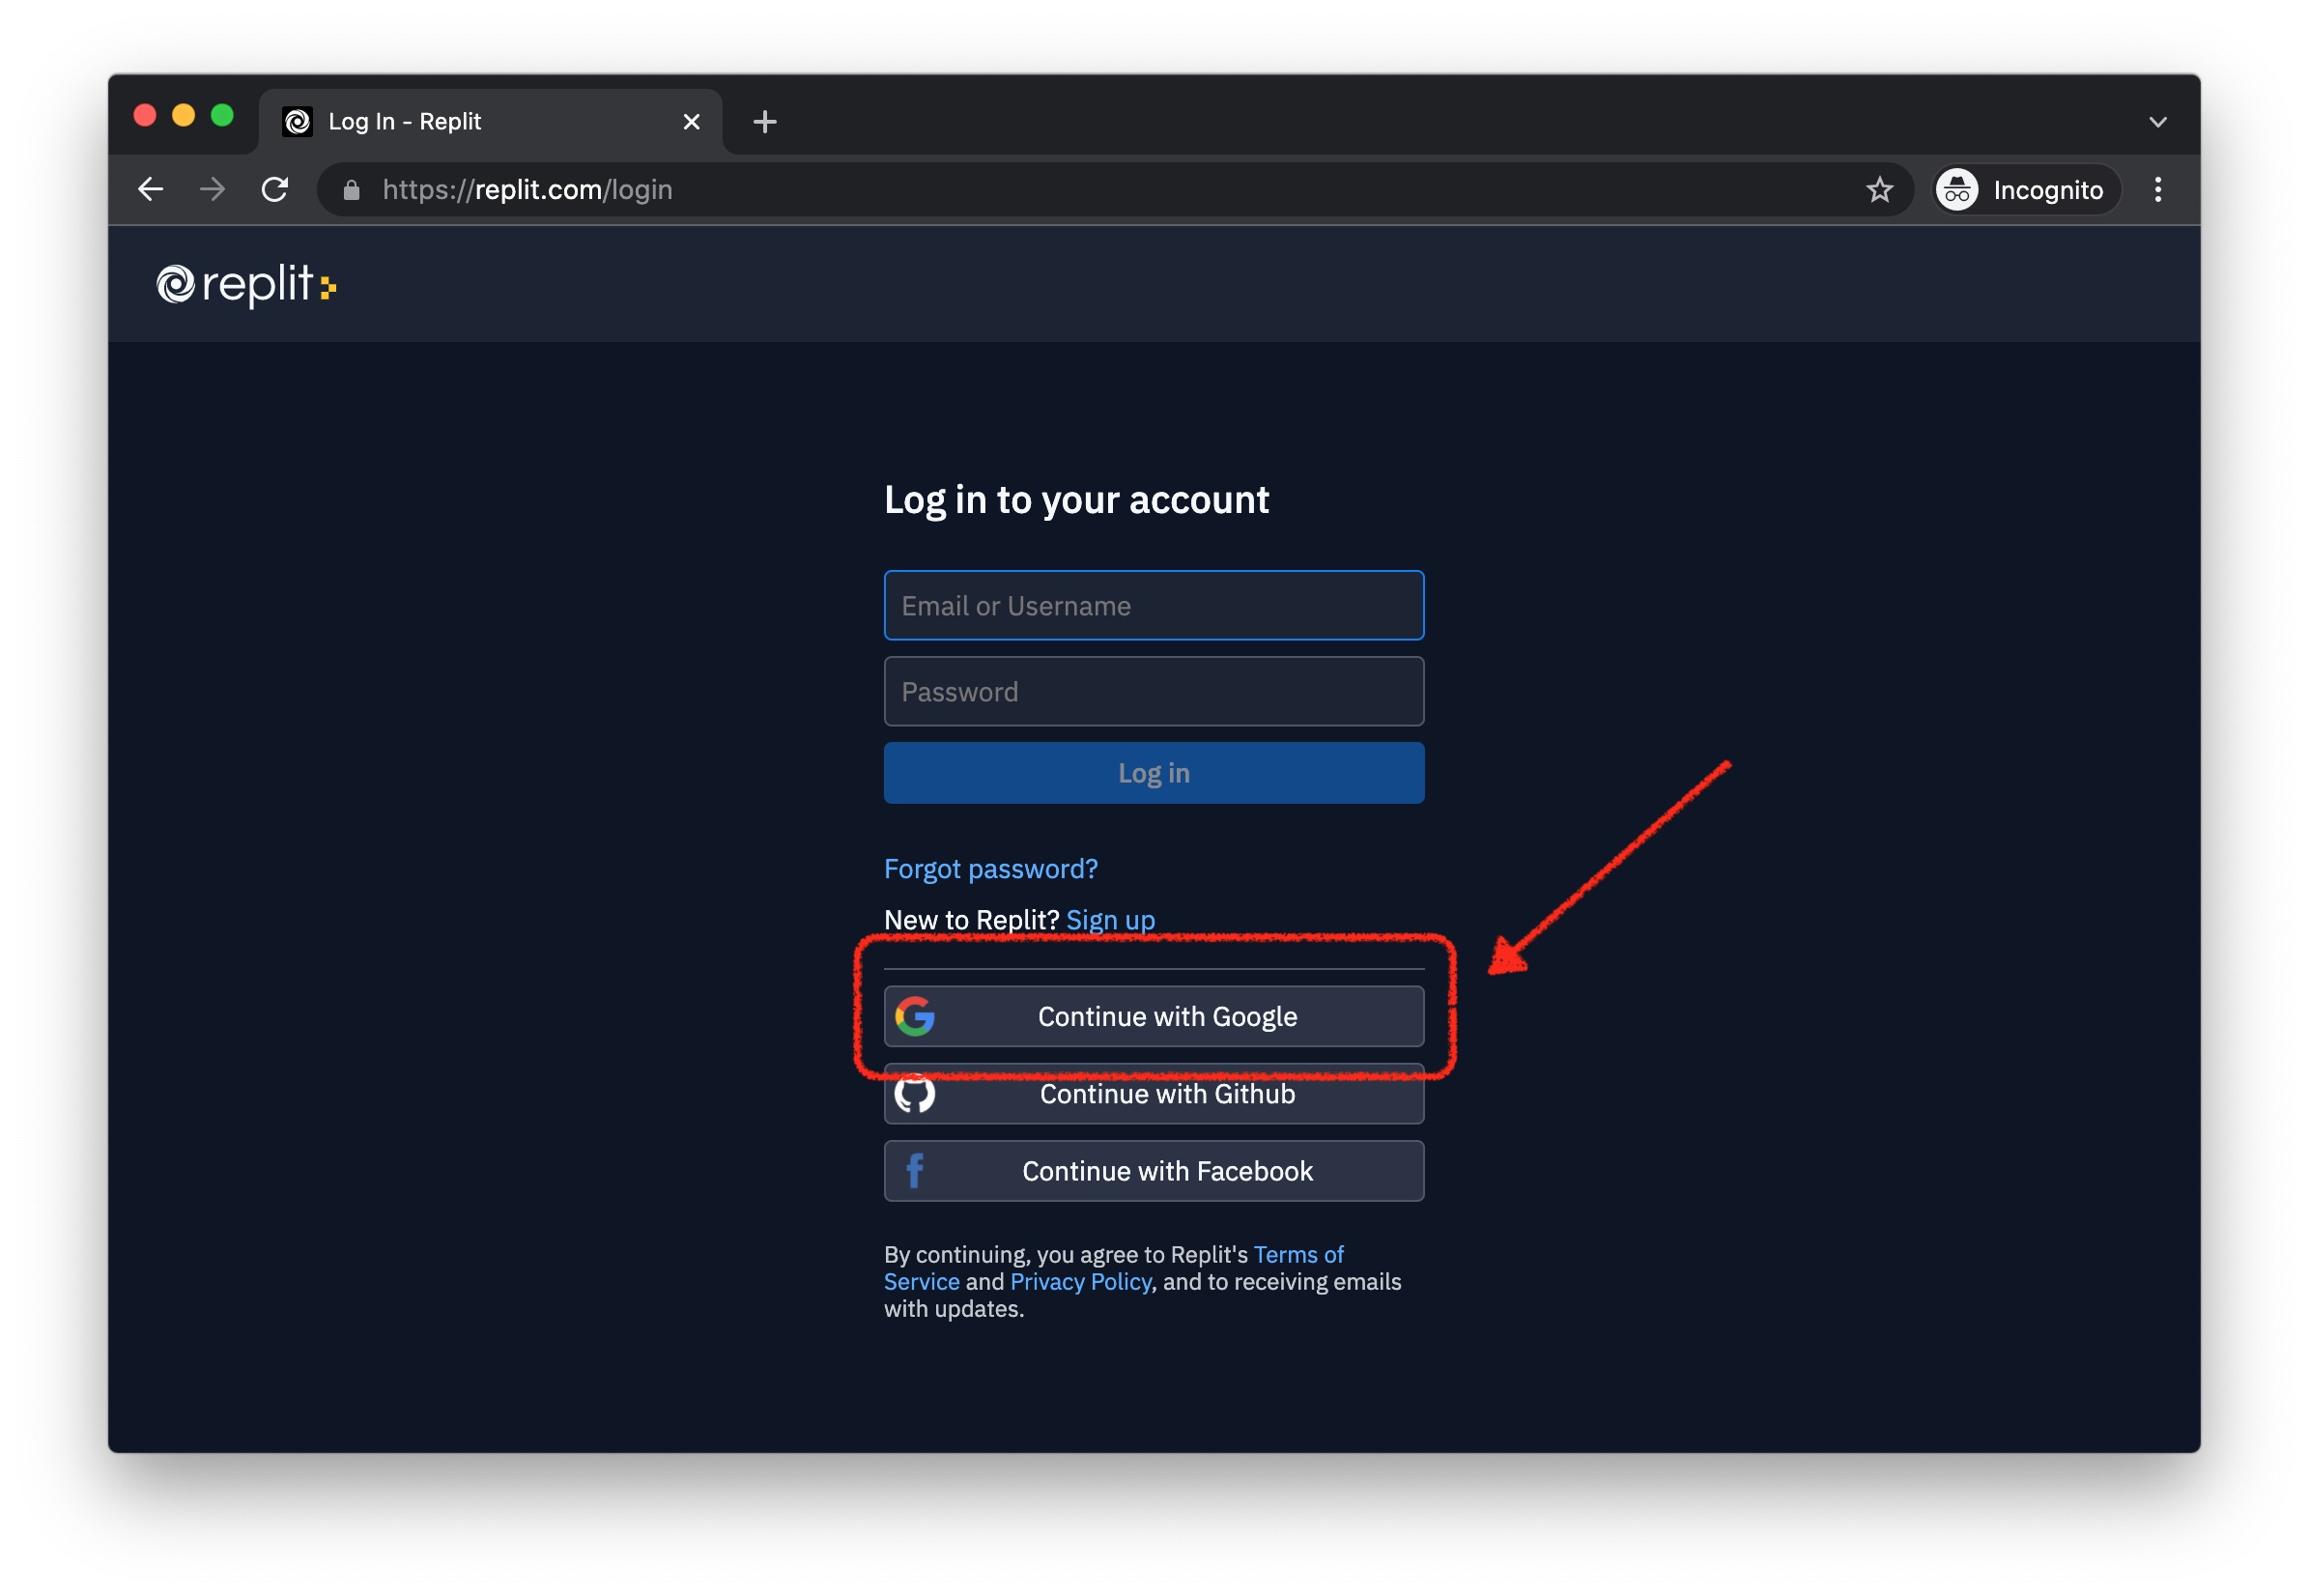 Log In - Replit
https://replit.com/login
Incognito
replit
Log in to your account
Email or Username
Password
Log in
Forgot password?
New to Replit? Sign up
Continue with Google
Continue with Github
Continue with Facebook
By continuing, you agree to Replit's Terms of
Service and Privacy Policy, and to receiving emails
with updates.